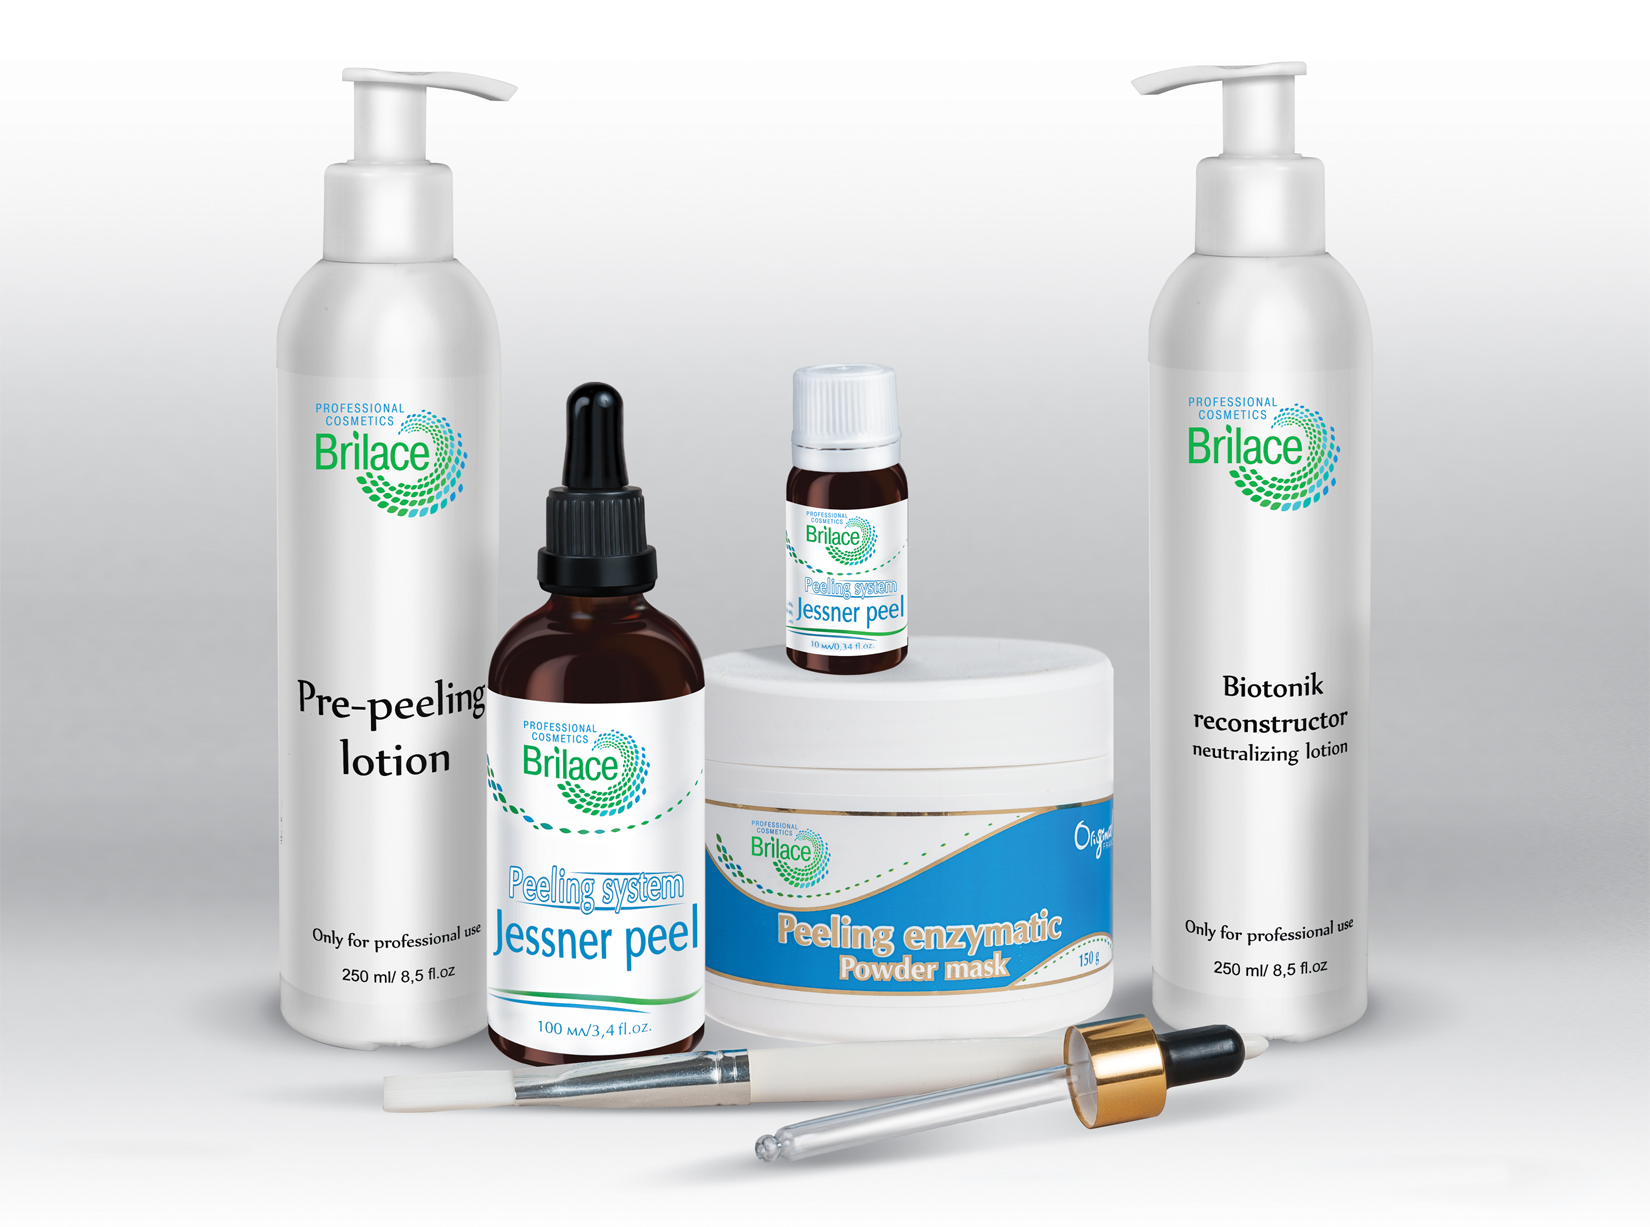 PROFESSIONAL
COSMETICS
Brilace
Pre-peeling
lotion
Only for professional use
250 ml/ 8,5 fl.oz
PROFESSIONAL
COSMETICS
Brilace
Peeling system
Jessner peel
100 мл/3,4 fl.oz.
PROFESSIONAL
COSMETICS
Brilace
Peeling system
Jessner peel
10 мл/0,34 fl.oz.
PROFESSIONAL
COSMETICS
Brilace
Peeling enzymatic
Powder mask
150 g
PROFESSIONAL
COSMETICS
Brilace
Biotonik
reconstructor
neutralizing lotion
Only for professional use
250 ml/ 8,5 fl.oz